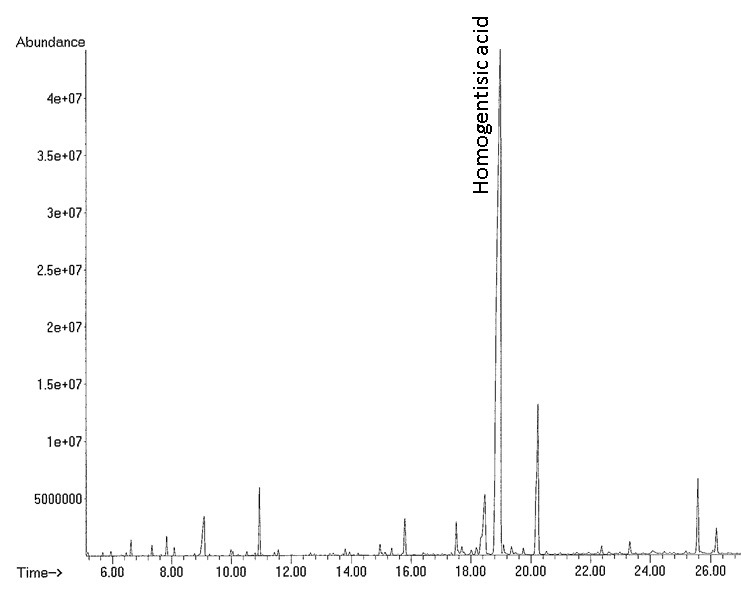 Abundance
Homogentisic acid
4e+07
3.5e+07
3e+07
2.5e+07
2e+07
1.5e+07
1e+07
5000000
Time-->
6.00 8.00 10.00 12.00 14.00 16.00 18.00 20.00 22.00 24.00 26.00